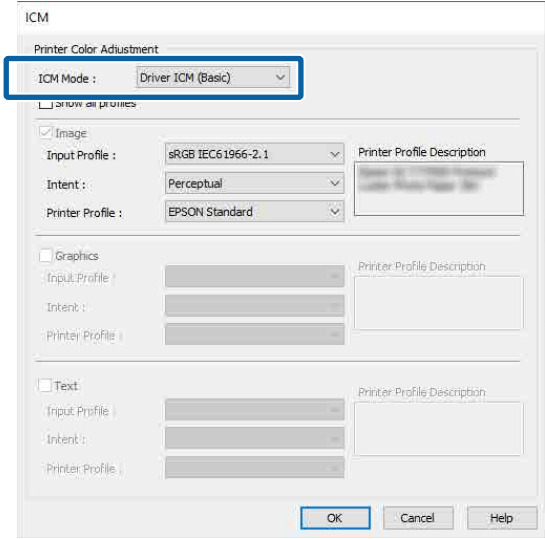 ICM
Printer Color Adjustment
ICM Mode : Driver ICM (Basic)
Show all profiles
Image
Input Profile : sRGB IEC61966-2.1 Printer Profile Description
Intent : Perceptual
Printer Profile : EPSON Standard
Graphics
Input Profile : Printer Profile Description
Intent :
Printer Profile :
Text
Input Profile : Printer Profile Description
Intent :
Printer Profile :
OK Cancel Help